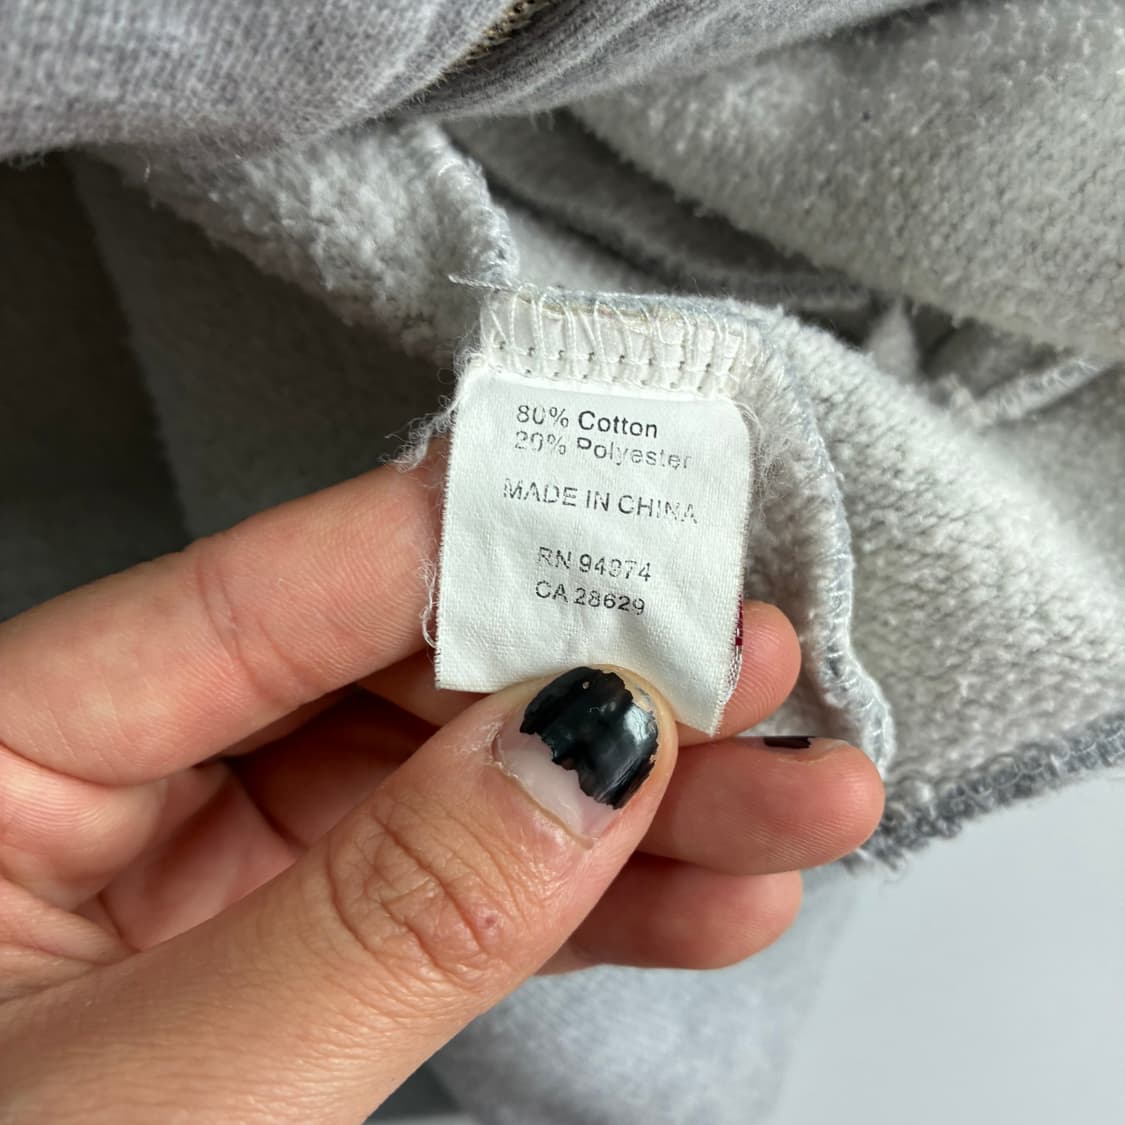 80% Cotton
20% Polyester
MADE IN CHINA
RN 94974
CA 28629